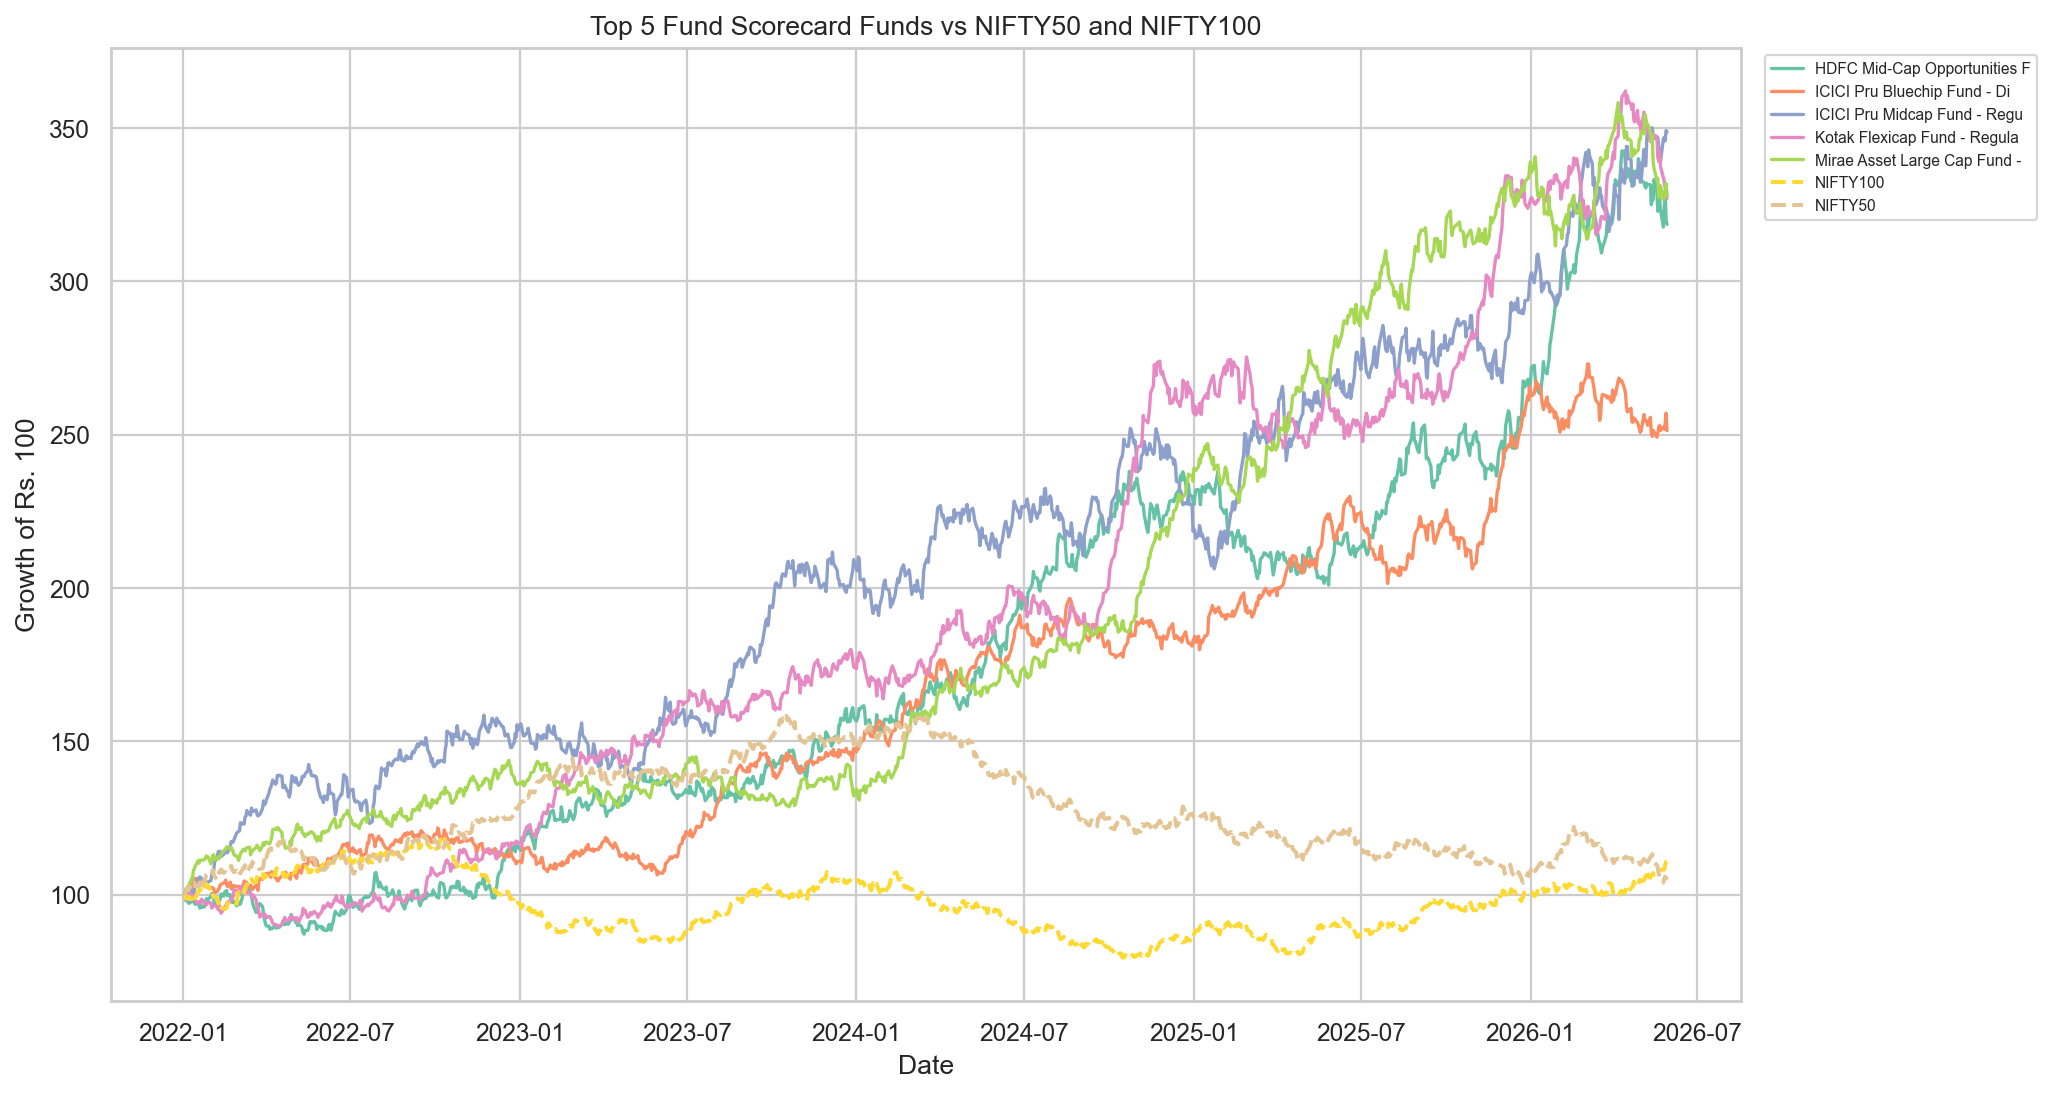 Top 5 Fund Scorecard Funds vs NIFTY50 and NIFTY100
HDFC Mid-Cap Opportunities F
ICICI Pru Bluechip Fund - Di
ICICI Pru Midcap Fund - Regu
Kotak Flexicap Fund - Regula
Mirae Asset Large Cap Fund -
NIFTY100
NIFTY50
Growth of Rs. 100
350
300
250
200
150
100
2022-01
2022-07
2023-01
2023-07
2024-01
2024-07
2025-01
2025-07
2026-01
2026-07
Date